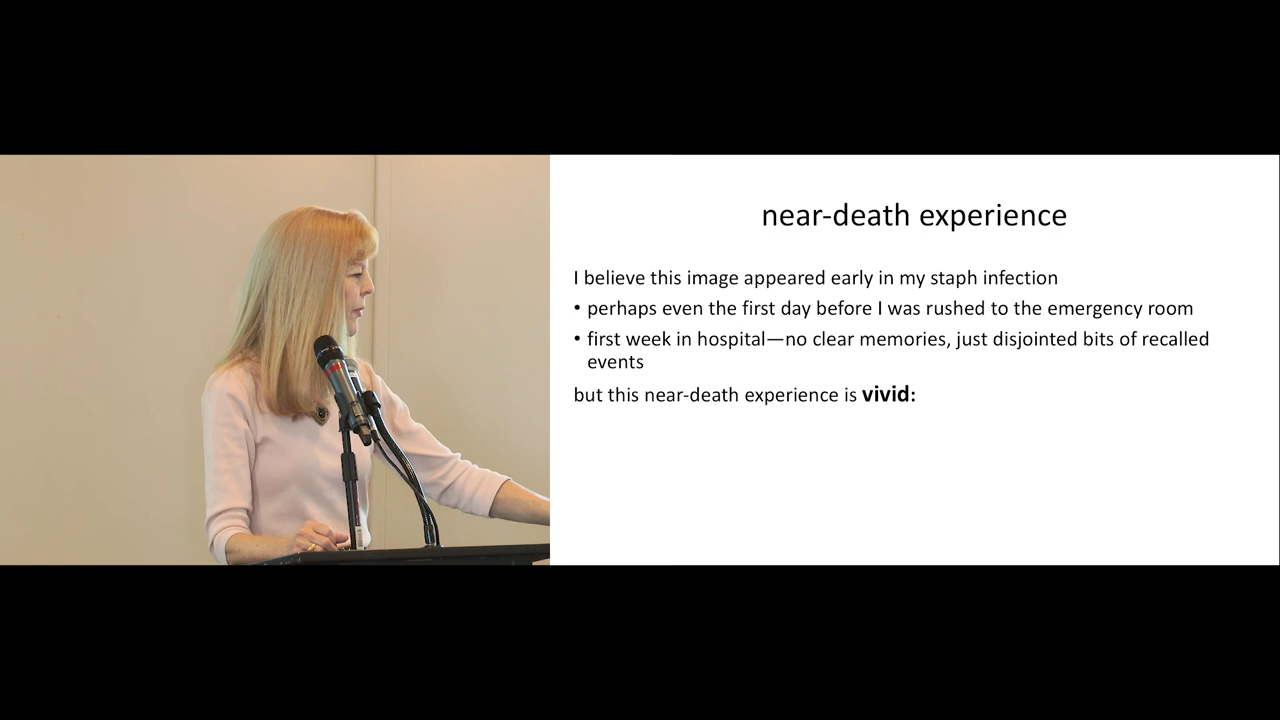 near-death experience
I believe this image appeared early in my staph infection
• perhaps even the first day before I was rushed to the emergency room
• first week in hospital—no clear memories, just disjointed bits of recalled
events
but this near-death experience is vivid: